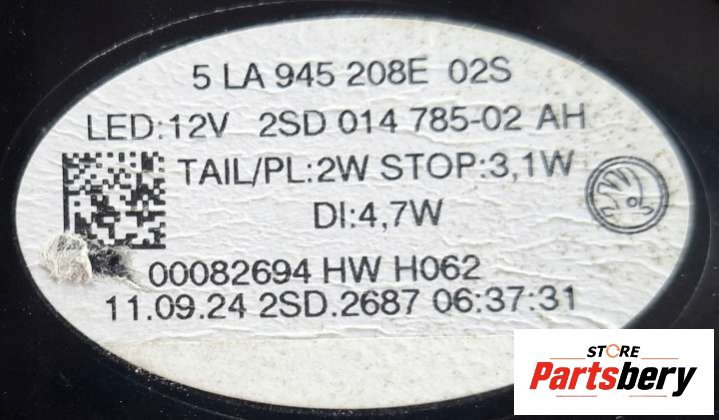 5 LA 945 208E 02S
LED:12V 2SD 014 785-02 AH
TAIL/PL:2W STOP:3,1W
DI:4,7W
00082694 HW H062
11.09.24 2SD.2687 06:37:31
STORE
Partsbery